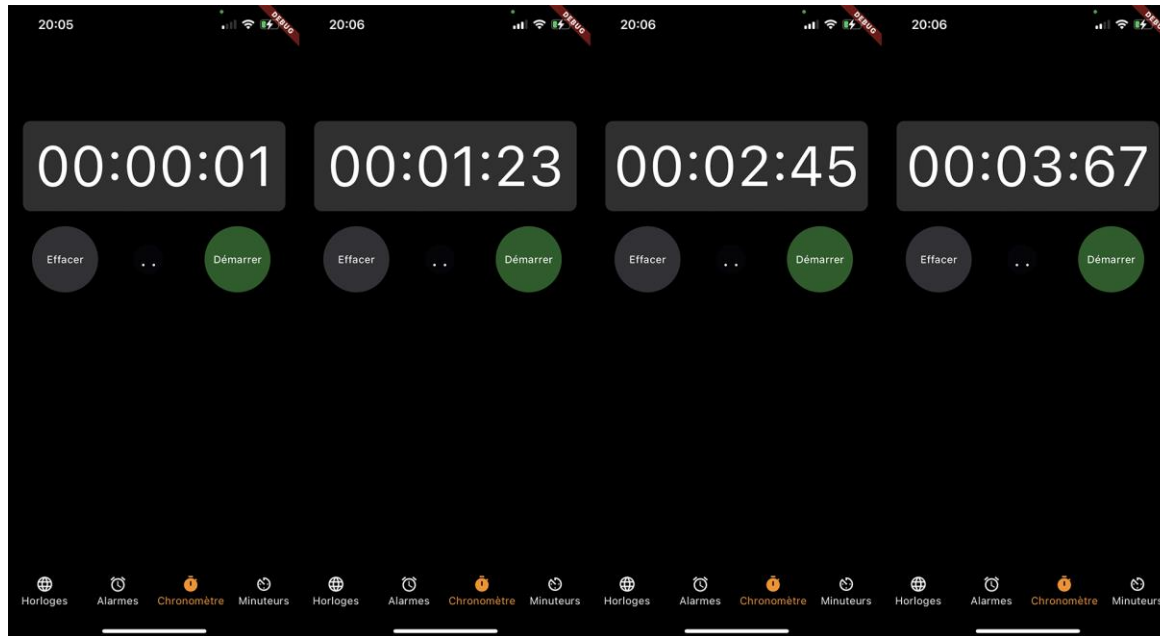 20:05
DEBUG
00:00:01
Effacer
. .
Démarrer
Horloges Alarmes Chronomètre Minuteurs
20:06
DEBUG
00:01:23
Effacer
. .
Démarrer
Horloges Alarmes Chronomètre Minuteurs
20:06
DEBUG
00:02:45
Effacer
. .
Démarrer
Horloges Alarmes Chronomètre Minuteurs
20:06
DEBUG
00:03:67
Effacer
. .
Démarrer
Horloges Alarmes Chronomètre Minuteurs